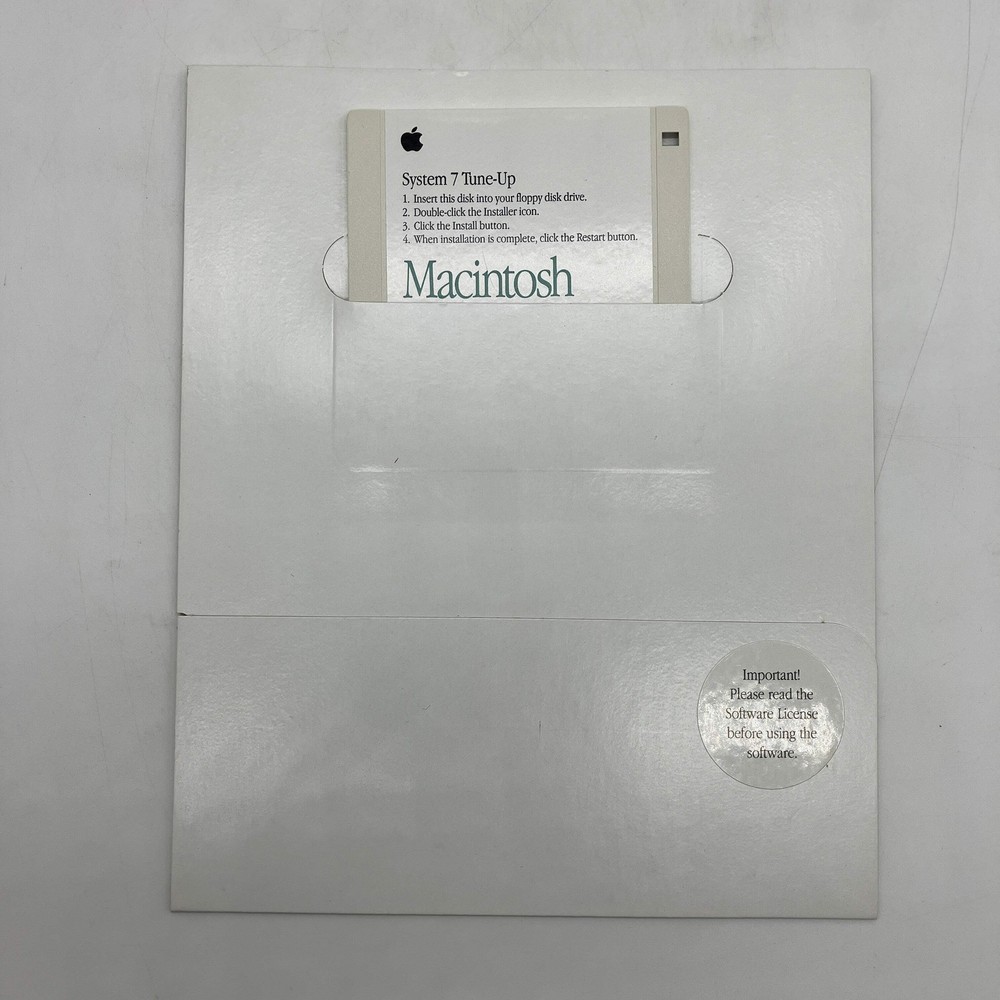 System 7 Tune-Up
1. Insert this disk into your floppy disk drive.
2. Double-click the Installer icon.
3. Click the Install button.
4. When installation is complete, click the Restart button.
Macintosh
Important!
Please read the
Software License
before using the
software.